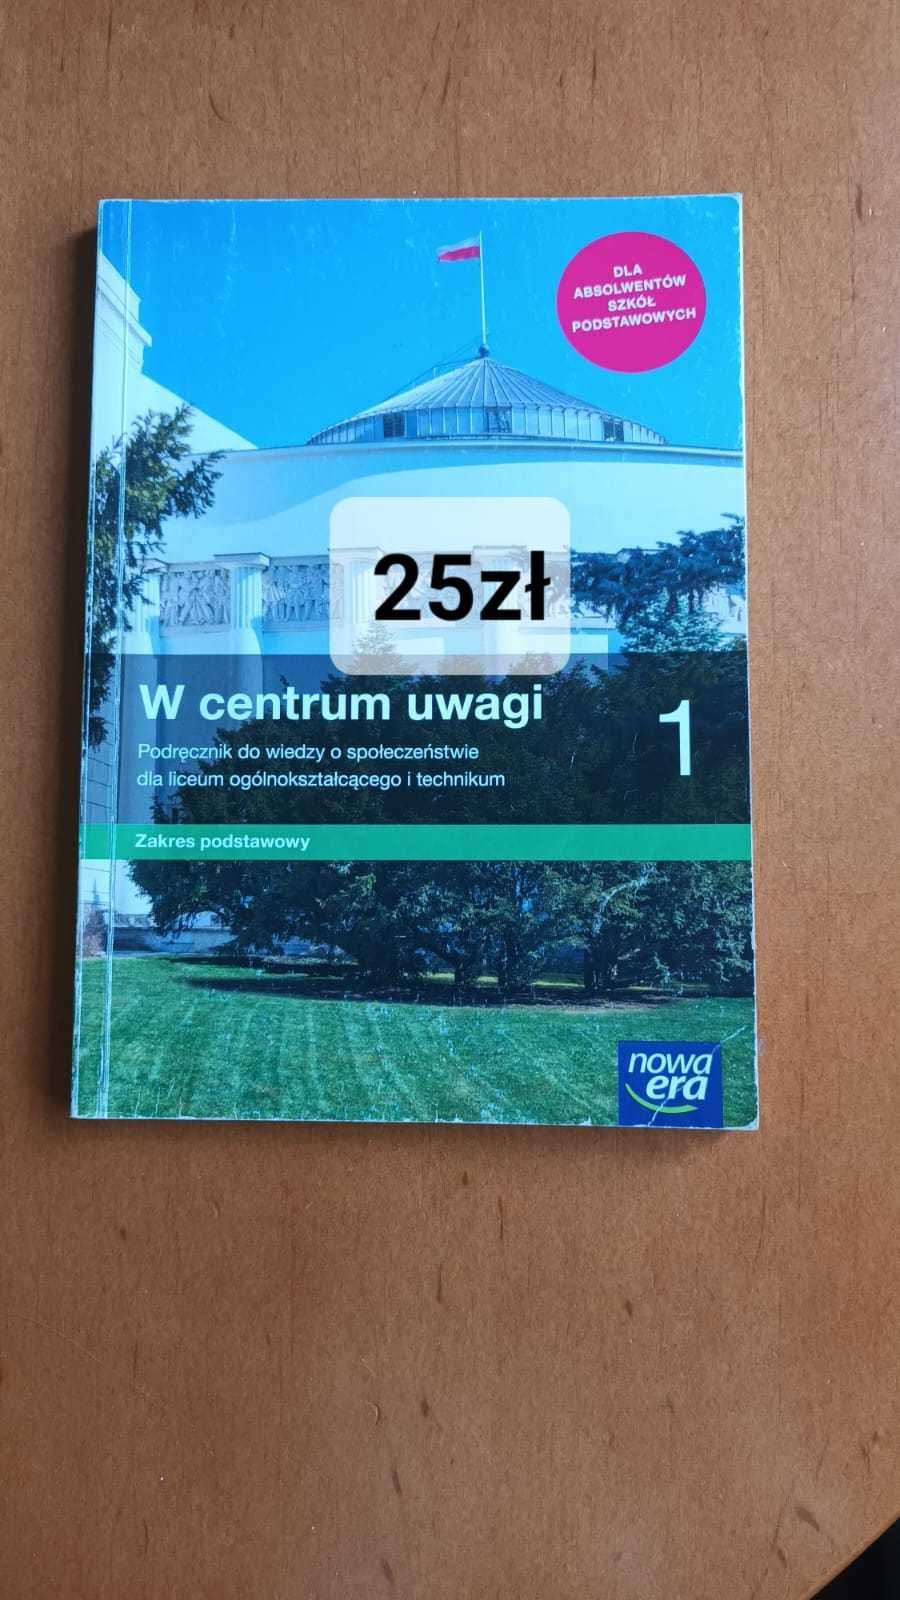 DLA
ABSOLWENTÓW
SZKÓŁ
PODSTAWOWYCH
25zł
W centrum uwagi
1
Podręcznik do wiedzy o społeczeństwie
dla liceum ogólnokształcącego i technikum
Zakres podstawowy
nowa
era